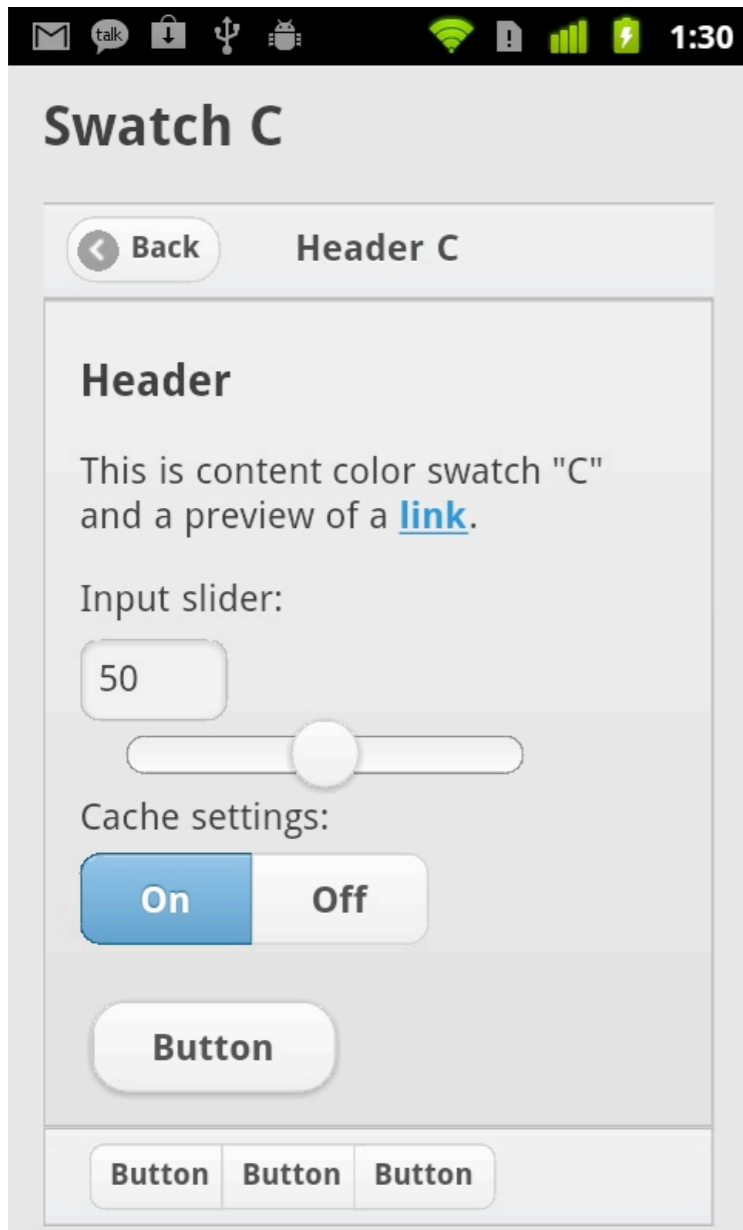 talk
1:30
Swatch C
Back
Header C
Header
This is content color swatch "C"
and a preview of a link.
Input slider:
50
Cache settings:
On Off
Button
Button Button Button